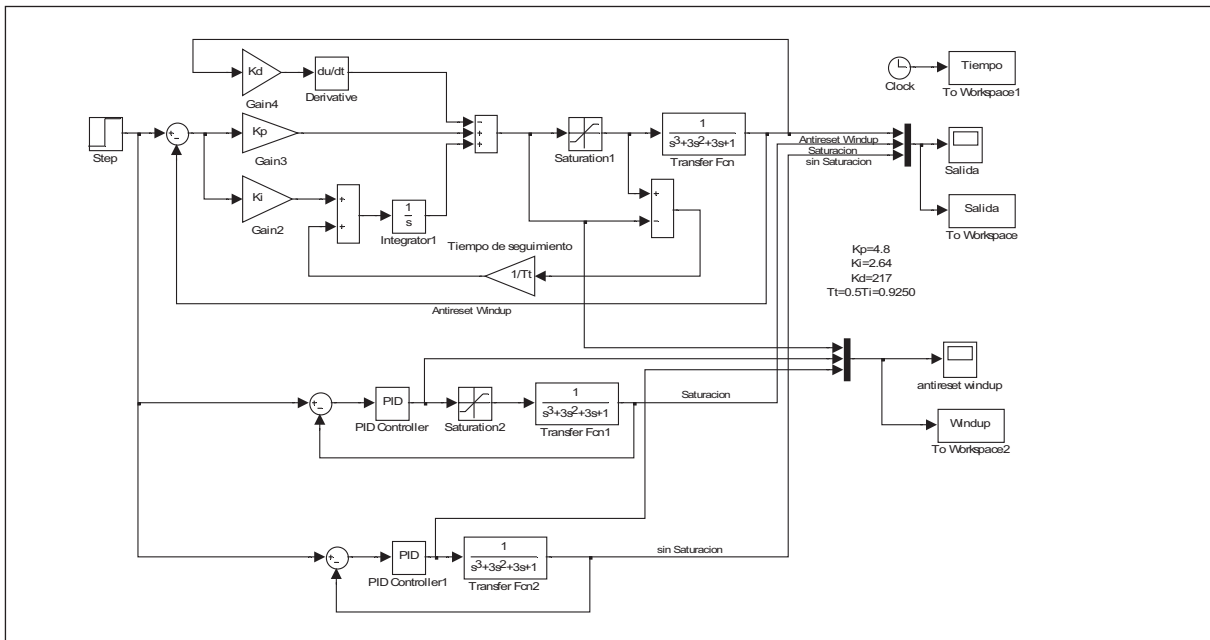 Kd
Gain4
du/dt
Derivative
Clock
Tiempo
To Workspace1
Step
+
-
Kp
Gain3
-
+
+
Saturation1
1
s³+3s²+3s+1
Transfer Fcn
Antireset Windup
Saturacion
sin Saturacion
Salida
Ki
Gain2
+
+
1
s
Integrator1
+
-
Salida
To Workspace
Tiempo de seguimiento
1/Tt
Antireset Windup
Kp=4.8
Ki=2.64
Kd=217
Tt=0.5Ti=0.9250
antireset windup
+
-
PID
PID Controller
Saturation2
1
s³+3s²+3s+1
Transfer Fcn1
Saturacion
Windup
To Workspace2
+
-
PID
PID Controller1
1
s³+3s²+3s+1
Transfer Fcn2
sin Saturacion